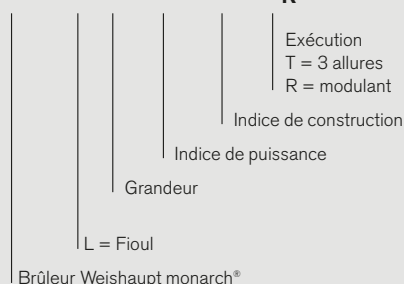 Exécution
T = 3 allures
R = modulant
Indice de construction
Indice de puissance
Grandeur
L = Fioul
Brûleur Weishaupt monarch®